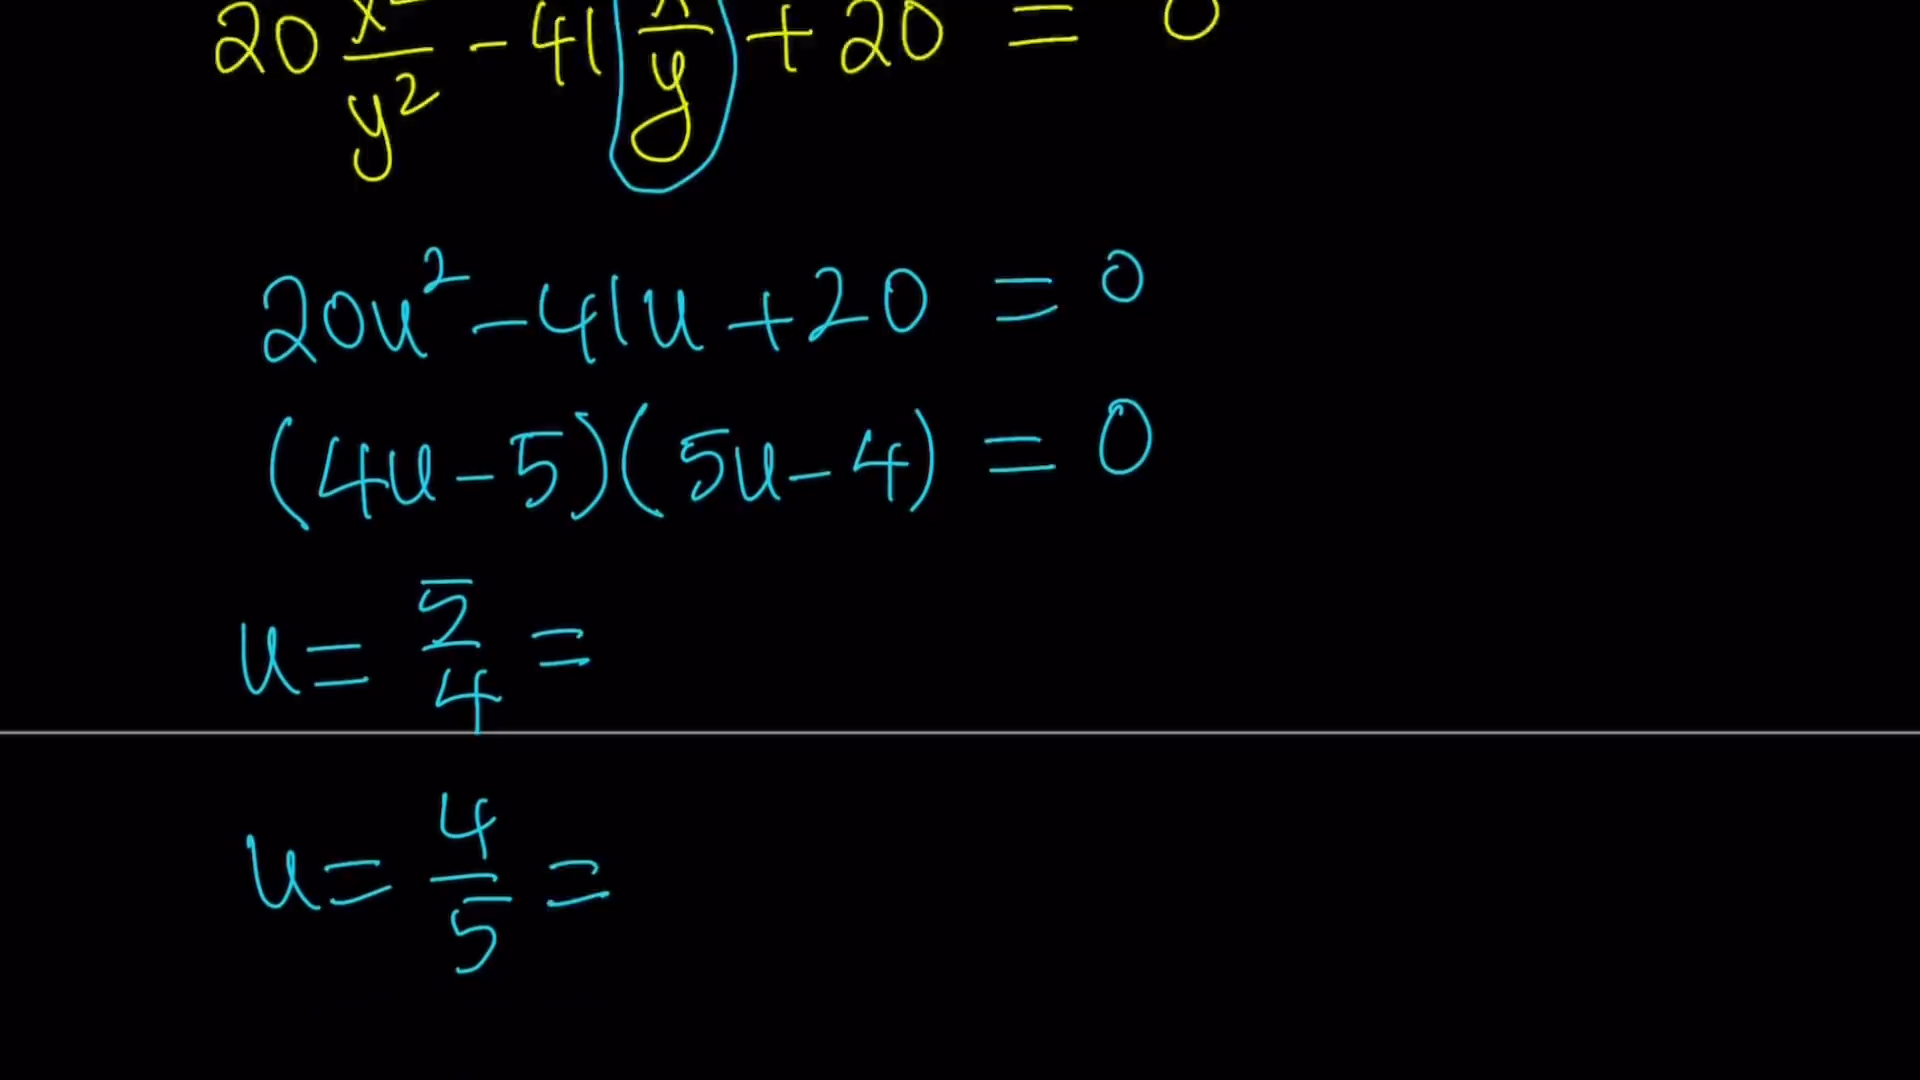 20 x²/y² - 41 x/y + 20 = 0
20u² - 41u + 20 = 0
(4u - 5)(5u - 4) = 0
u = 5/4 =
u = 4/5 =